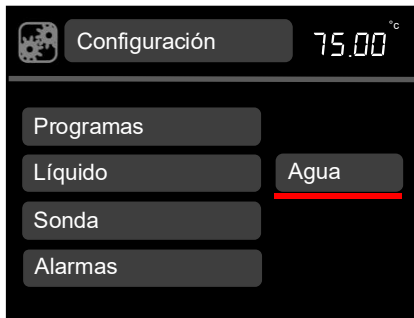 Configuración 75.00 °c
Programas
Líquido Agua
Sonda
Alarmas